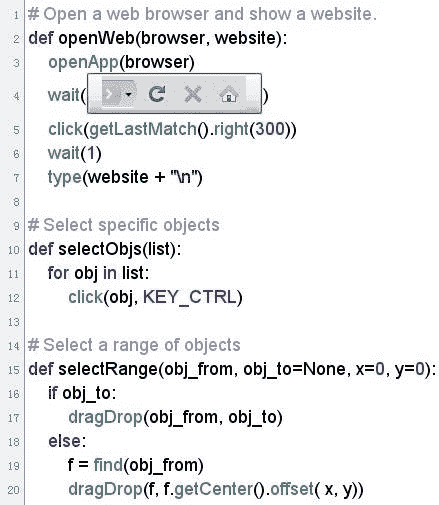 1 # Open a web browser and show a website.
2 def openWeb(browser, website):
3 openApp(browser)
4 wait( )
5 click(getLastMatch().right(300))
6 wait(1)
7 type(website + "\n")
8
9 # Select specific objects
10 def selectObjs(list):
11 for obj in list:
12 click(obj, KEY_CTRL)
13
14 # Select a range of objects
15 def selectRange(obj_from, obj_to=None, x=0, y=0):
16 if obj_to:
17 dragDrop(obj_from, obj_to)
18 else:
19 f = find(obj_from)
20 dragDrop(f, f.getCenter().offset( x, y))